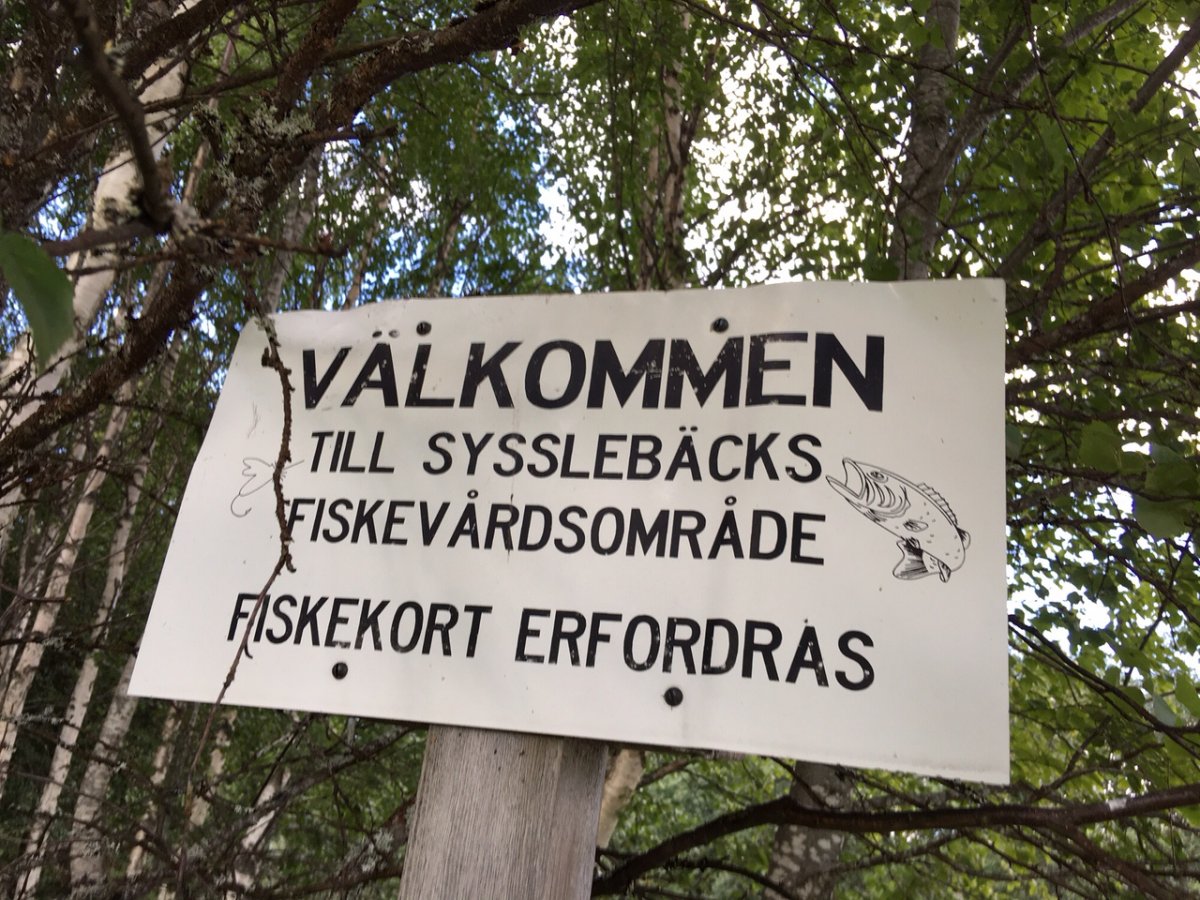 VÄLKOMMEN
TILL SYSSLEBÄCKS
FISKEVÅRDSOMRÅDE
FISKEKORT ERFORDRAS